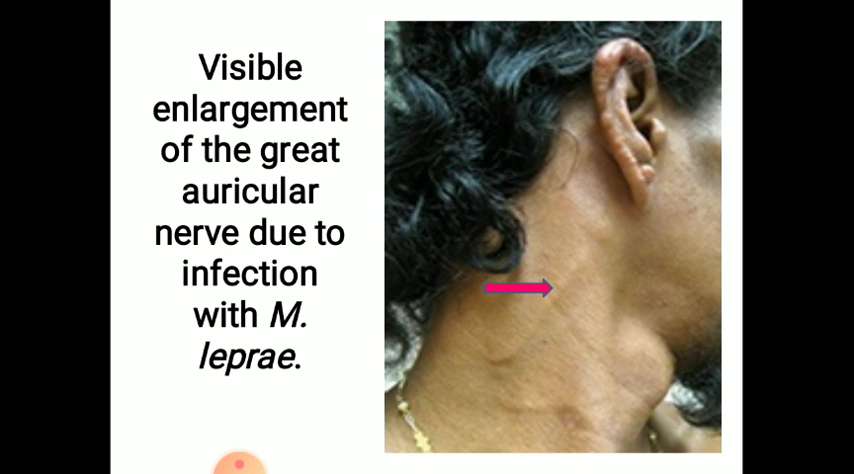 Visible
enlargement
of the great
auricular
nerve due to
infection
with M.
leprae.